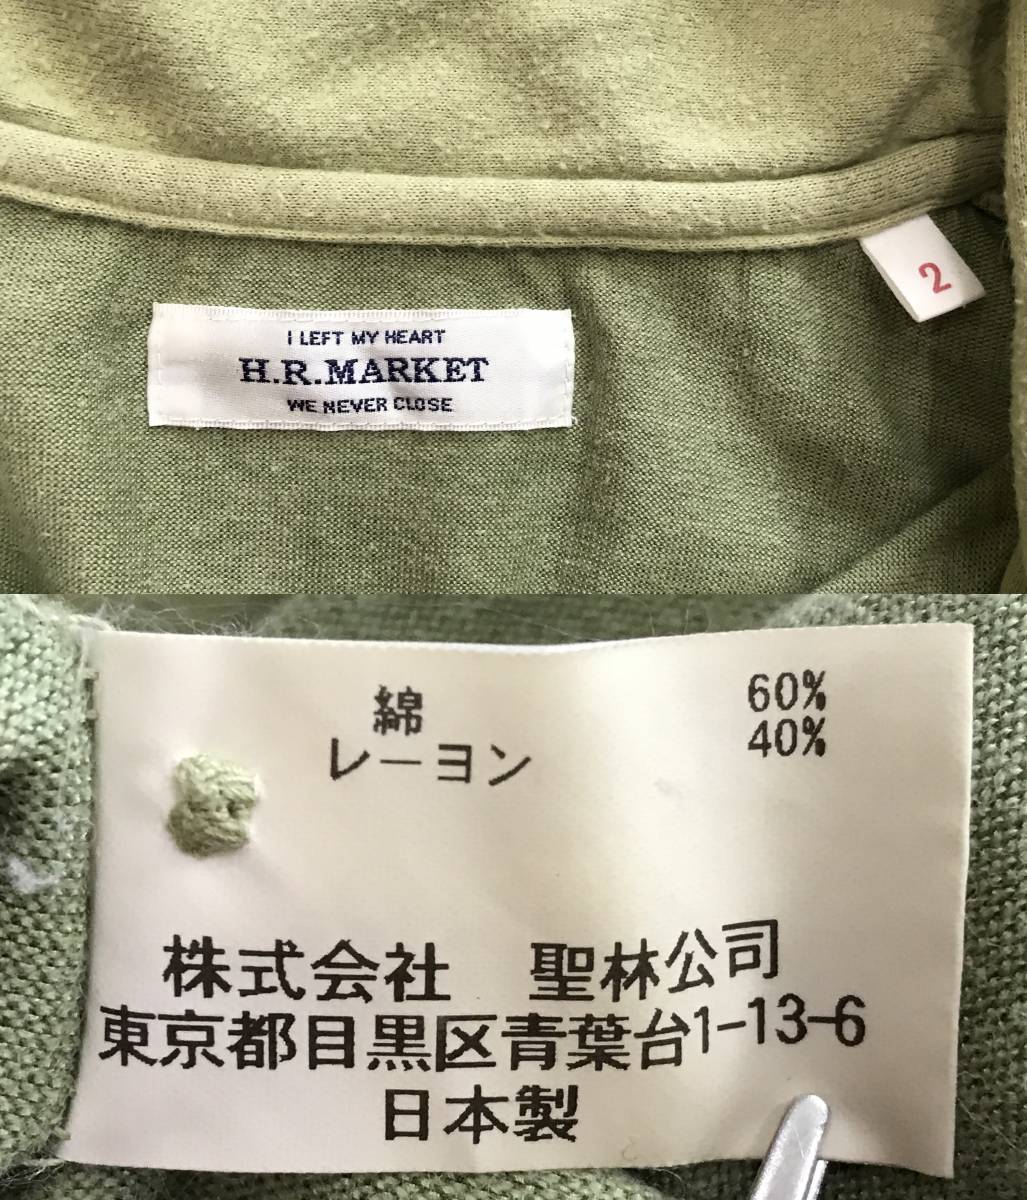 I LEFT MY HEART
H.R.MARKET
WE NEVER CLOSE
2
綿 60%
レーヨン 40%
株式会社 聖林公司
東京都目黒区青葉台1-13-6
日本製